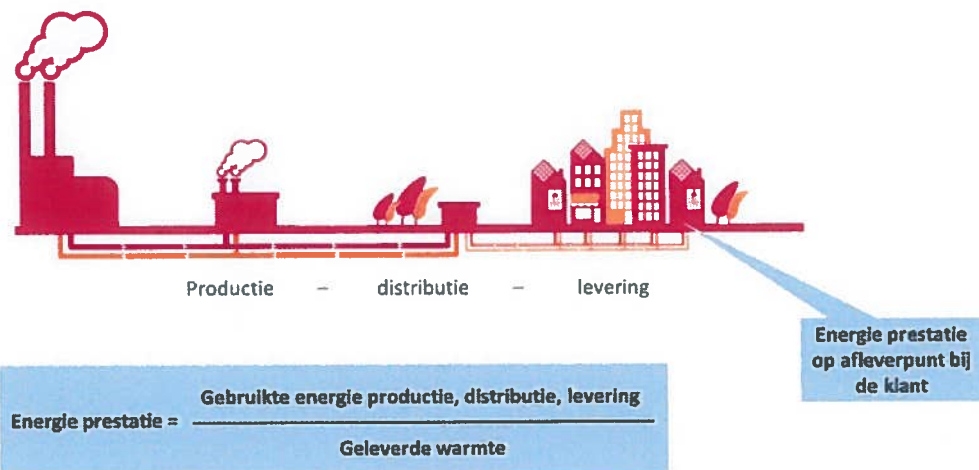 Productie – distributie – levering
Energie prestatie
op afleverpunt bij
de klant
Energie prestatie =
Gebruikte energie productie, distributie, levering
Geleverde warmte